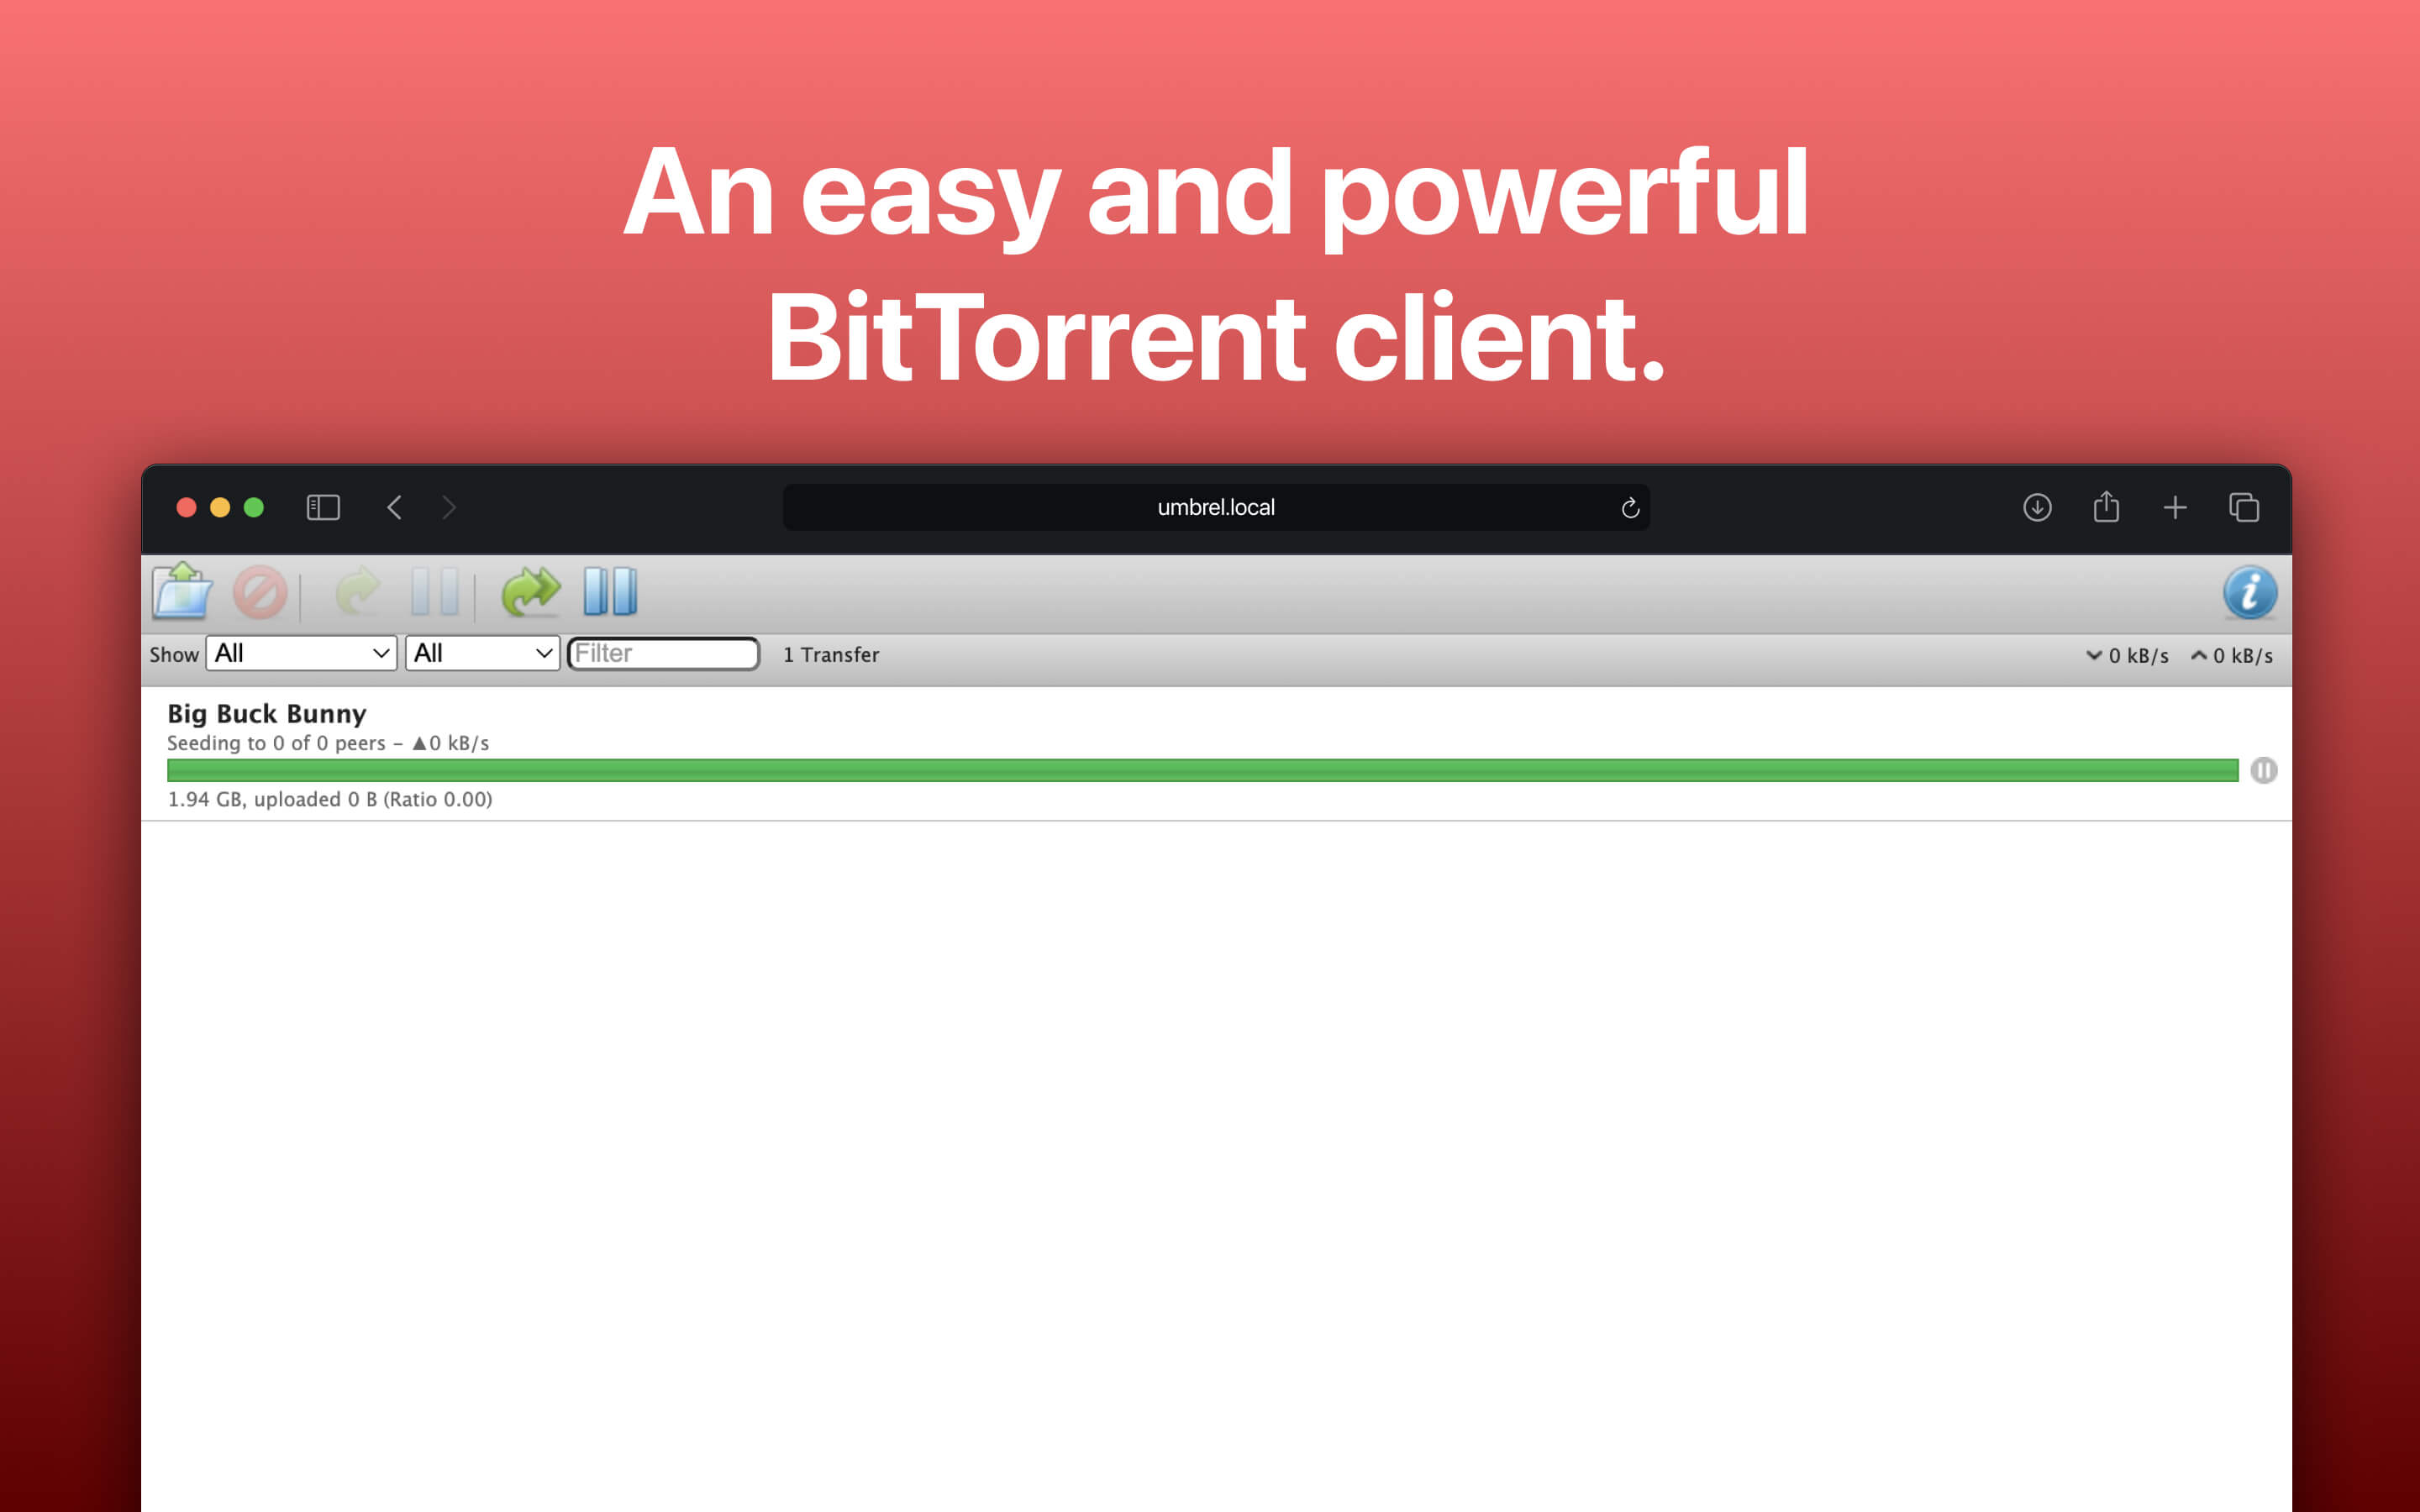 An easy and powerful
BitTorrent client.
umbrel.local
Show All All Filter 1 Transfer 0 kB/s 0 kB/s
Big Buck Bunny
Seeding to 0 of 0 peers – ▲0 kB/s
1.94 GB, uploaded 0 B (Ratio 0.00)